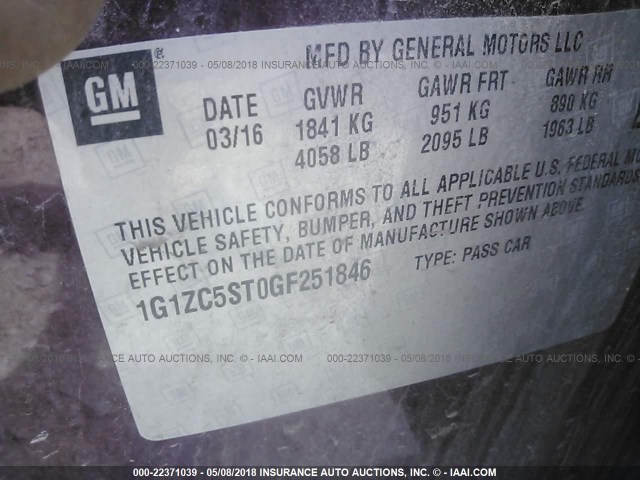 GM
MFD BY GENERAL MOTORS LLC
DATE GVWR GAWR FRT GAWR RR
03/16 1841 KG 951 KG 890 KG
4058 LB 2095 LB 1963 LB
THIS VEHICLE CONFORMS TO ALL APPLICABLE U.S. FEDERAL
VEHICLE SAFETY, BUMPER, AND THEFT PREVENTION STANDARDS
EFFECT ON THE DATE OF MANUFACTURE SHOWN ABOVE
1G1ZC5ST0GF251846 TYPE: PASS CAR
000-22371039 - 05/08/2018 INSURANCE AUTO AUCTIONS, INC. © - IAAI.COM